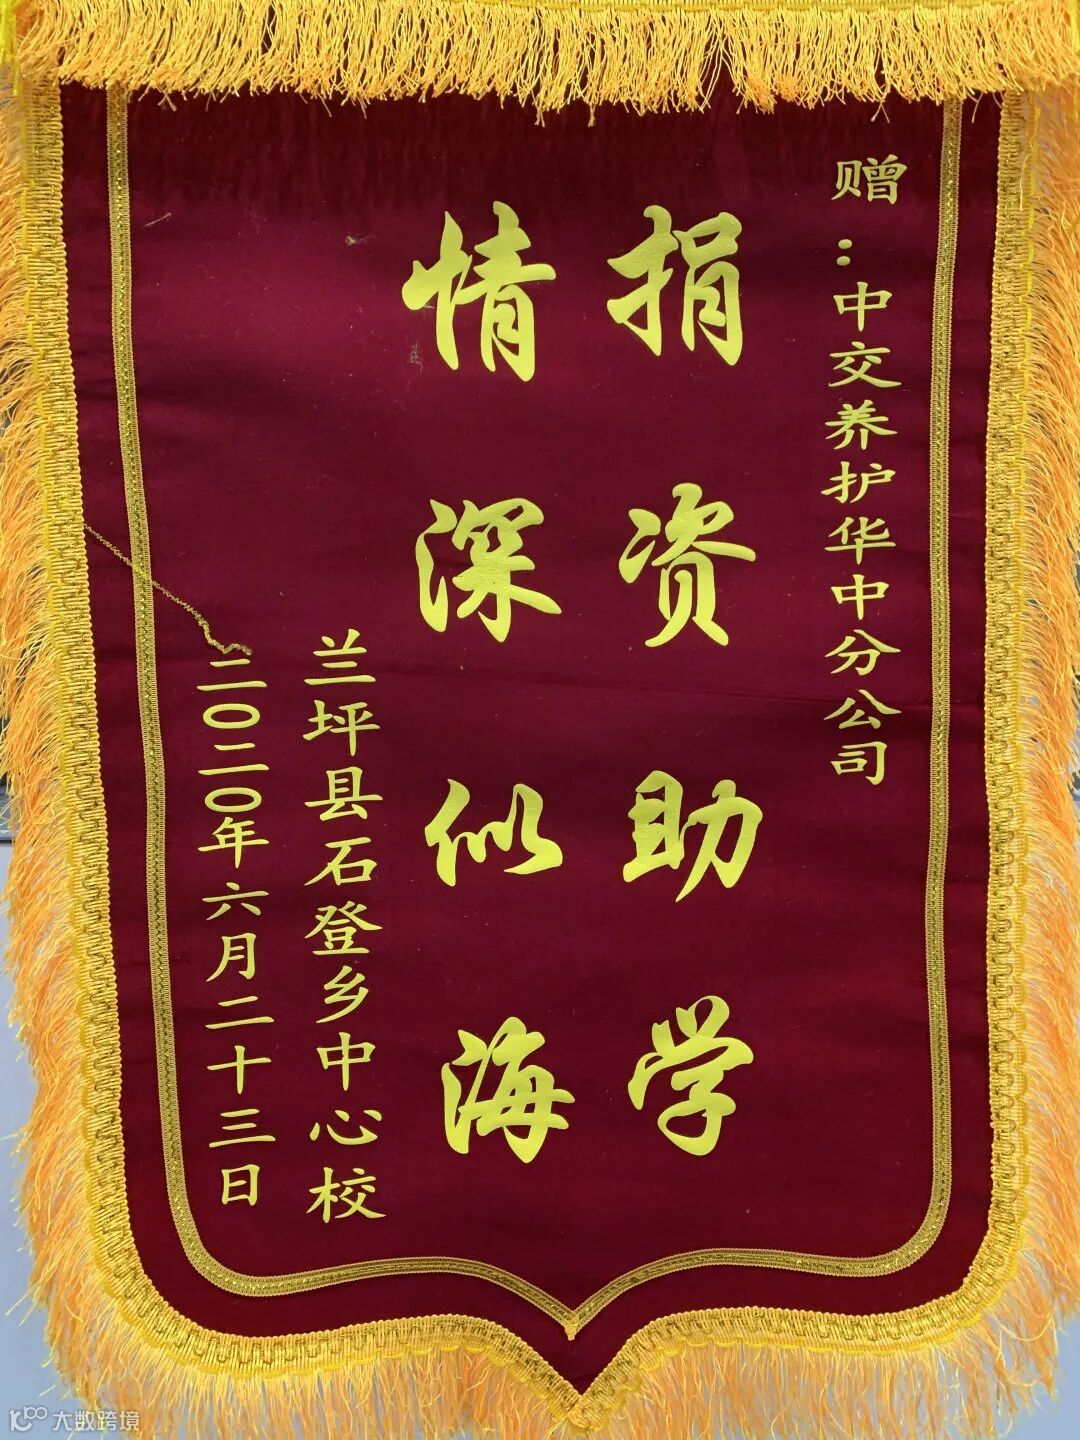 赠：中交养护华中分公司
捐资助学
情深似海
兰坪县石登乡中心校
二〇二〇年六月二十三日
大数跨境